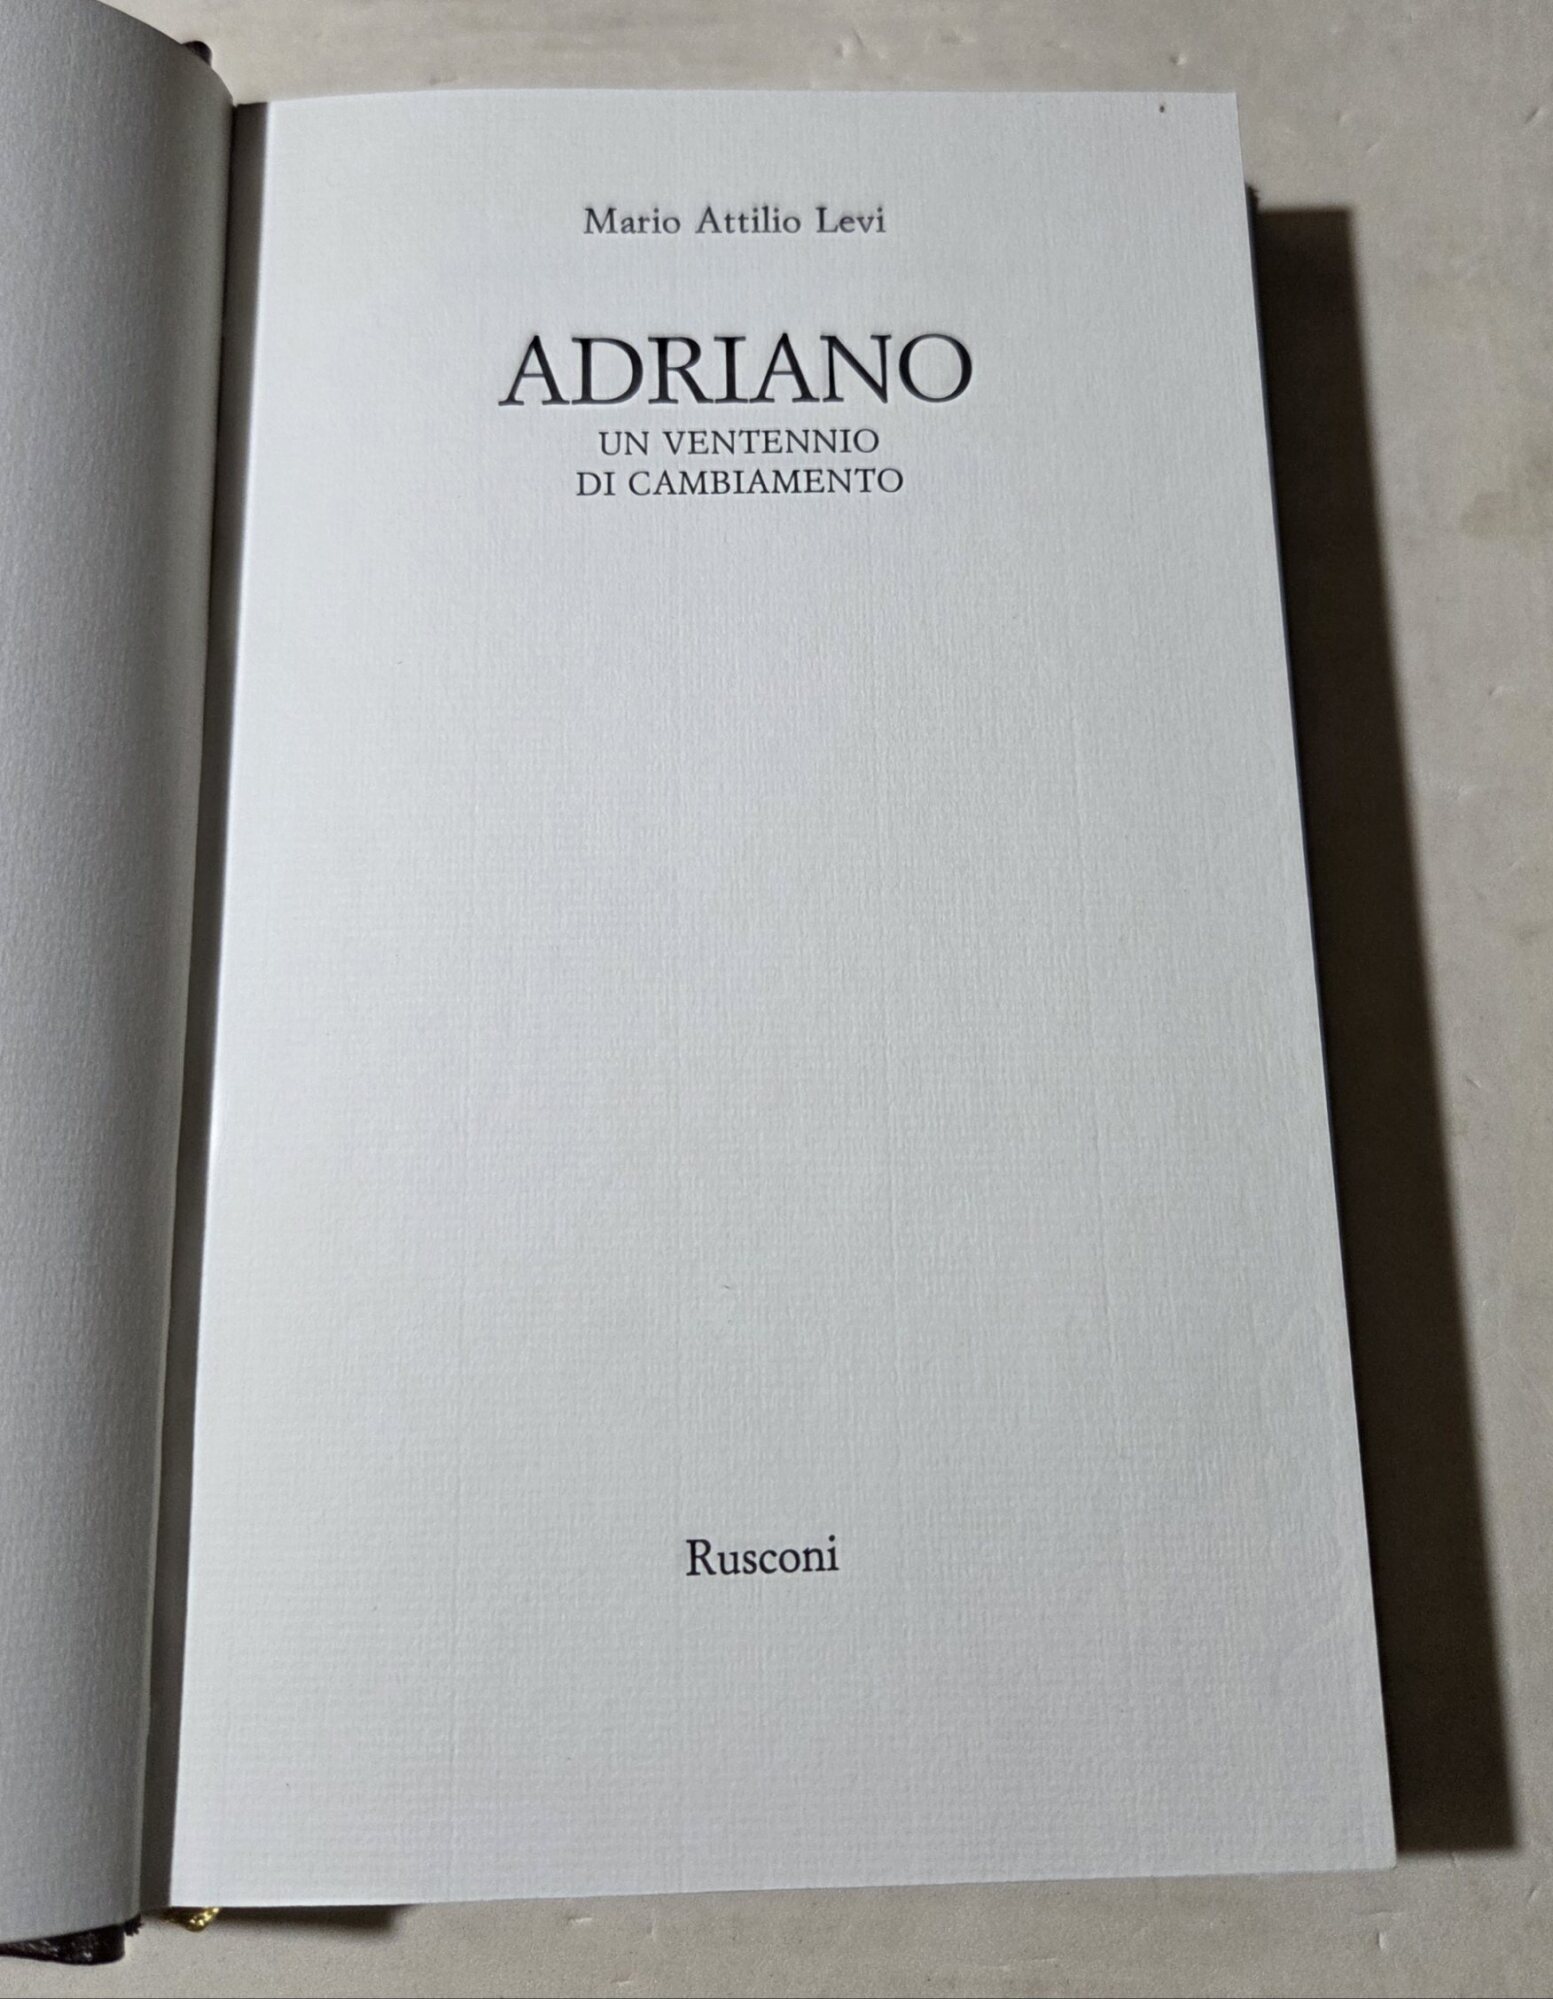 Mario Attilio Levi
ADRIANO
UN VENTENNIO
DI CAMBIAMENTO
Rusconi